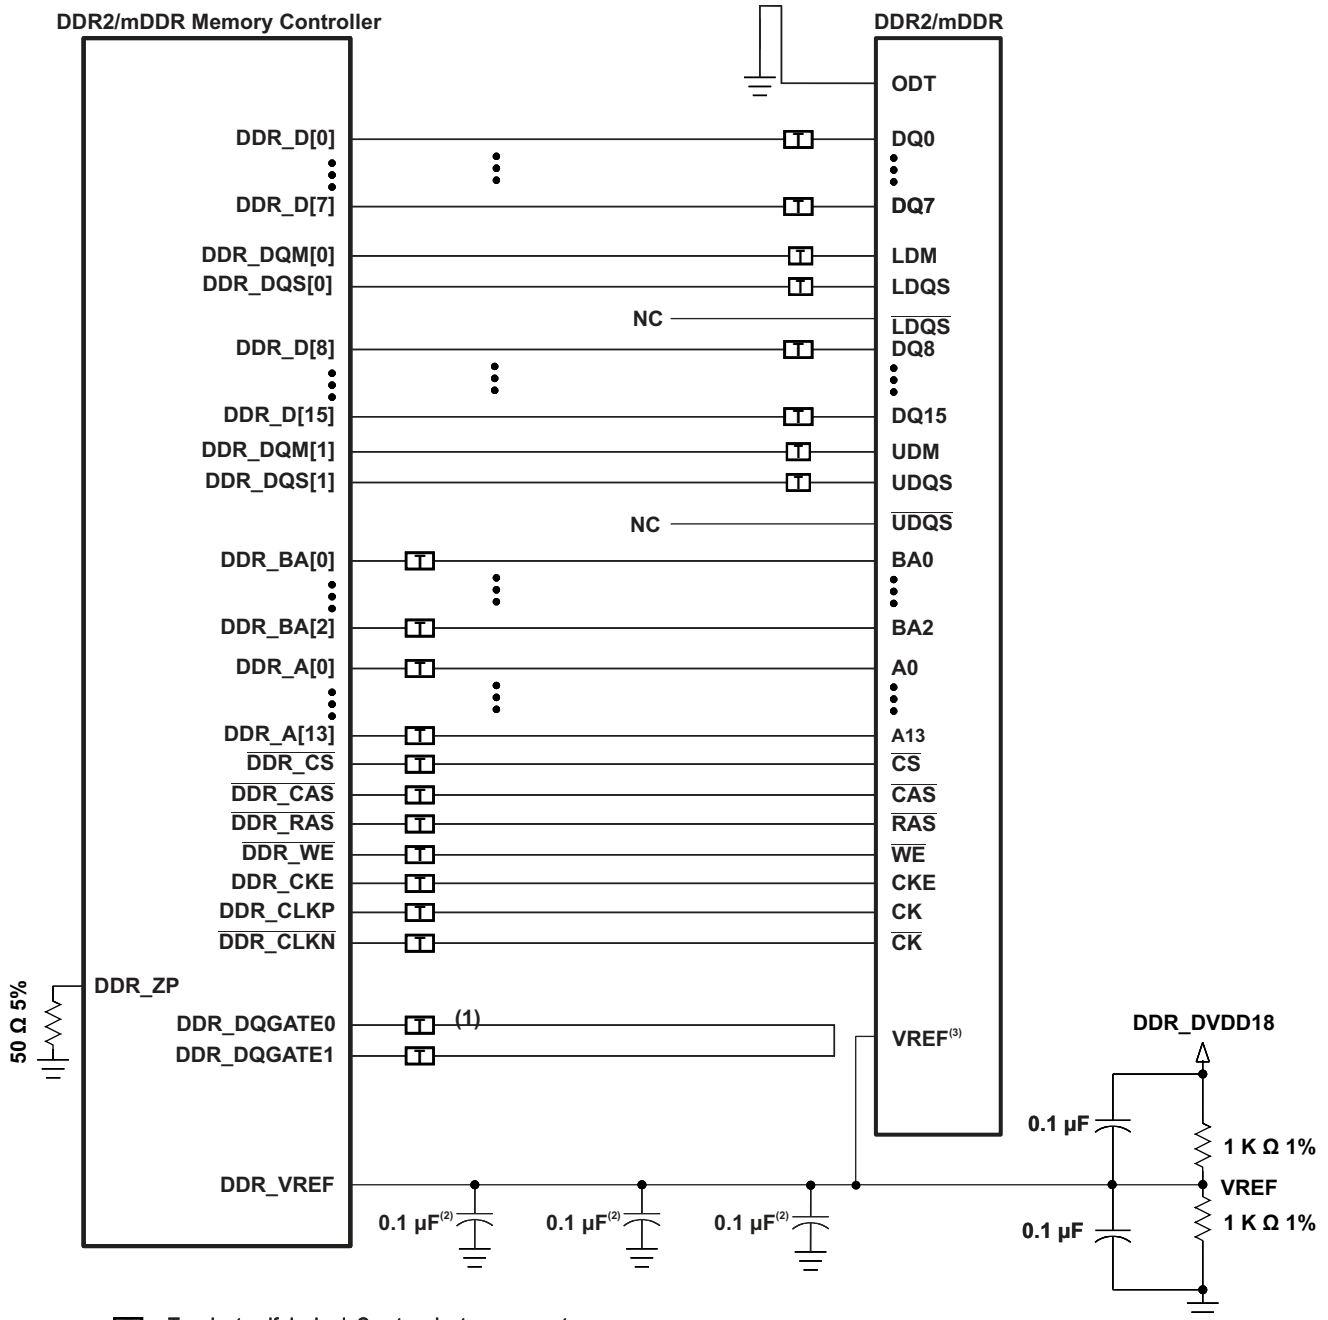 DDR2/mDDR Memory Controller
DDR2/mDDR
ODT
DDR_D[0]
T
DQ0
DDR_D[7]
T
DQ7
DDR_DQM[0]
T
LDM
DDR_DQS[0]
T
LDQS
NC
LDQS
DDR_D[8]
T
DQ8
DDR_D[15]
T
DQ15
DDR_DQM[1]
T
UDM
DDR_DQS[1]
T
UDQS
NC
UDQS
DDR_BA[0]
T
BA0
DDR_BA[2]
T
BA2
DDR_A[0]
T
A0
DDR_A[13]
T
A13
DDR_CS
T
CS
DDR_CAS
T
CAS
DDR_RAS
T
RAS
DDR_WE
T
WE
DDR_CKE
T
CKE
DDR_CLKP
T
CK
DDR_CLKN
T
CK
50 Ω 5%
DDR_ZP
DDR_DQGATE0
T
(1)
DDR_DQGATE1
T
VREF(3)
DDR_DVDD18
0.1 µF
1 K Ω 1%
DDR_VREF
VREF
0.1 µF(2)
0.1 µF(2)
0.1 µF(2)
0.1 µF
1 K Ω 1%